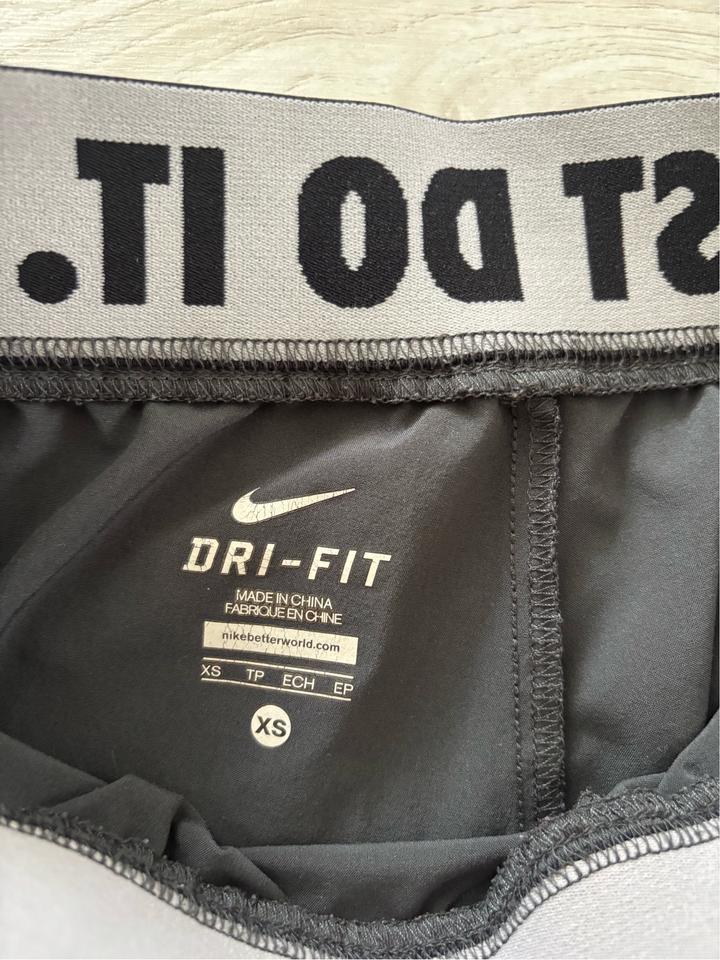 ST DO IT.
DRI-FIT
MADE IN CHINA
FABRIQUE EN CHINE
nikebetterworld.com
XS TP ECH EP
XS